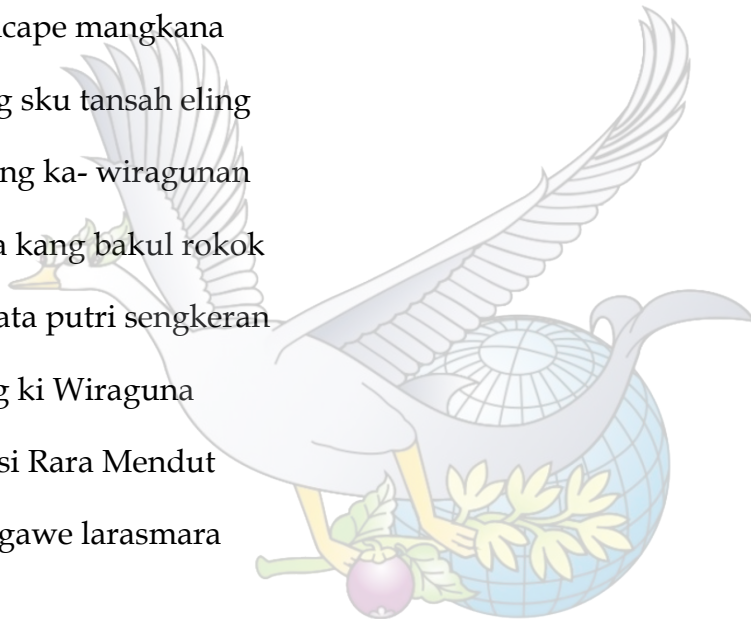 cape mangkana
g sku tansah eling
ng ka- wiragunan
a kang bakul rokok
ata putri sengkeran
g ki Wiraguna
si Rara Mendut
gawe larasmara